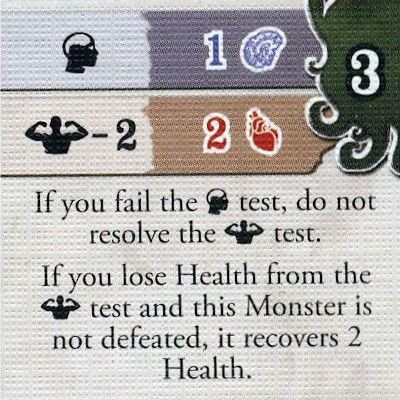 1
3
-2 2
If you fail the test, do not
resolve the test.
If you lose Health from the
test and this Monster is
not defeated, it recovers 2
Health.